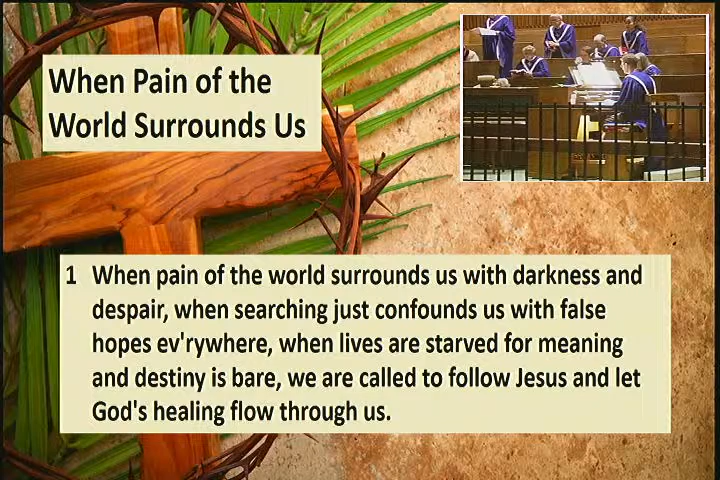 When Pain of the
World Surrounds Us
1 When pain of the world surrounds us with darkness and
despair, when searching just confounds us with false
hopes ev'rywhere, when lives are starved for meaning
and destiny is bare, we are called to follow Jesus and let
God's healing flow through us.